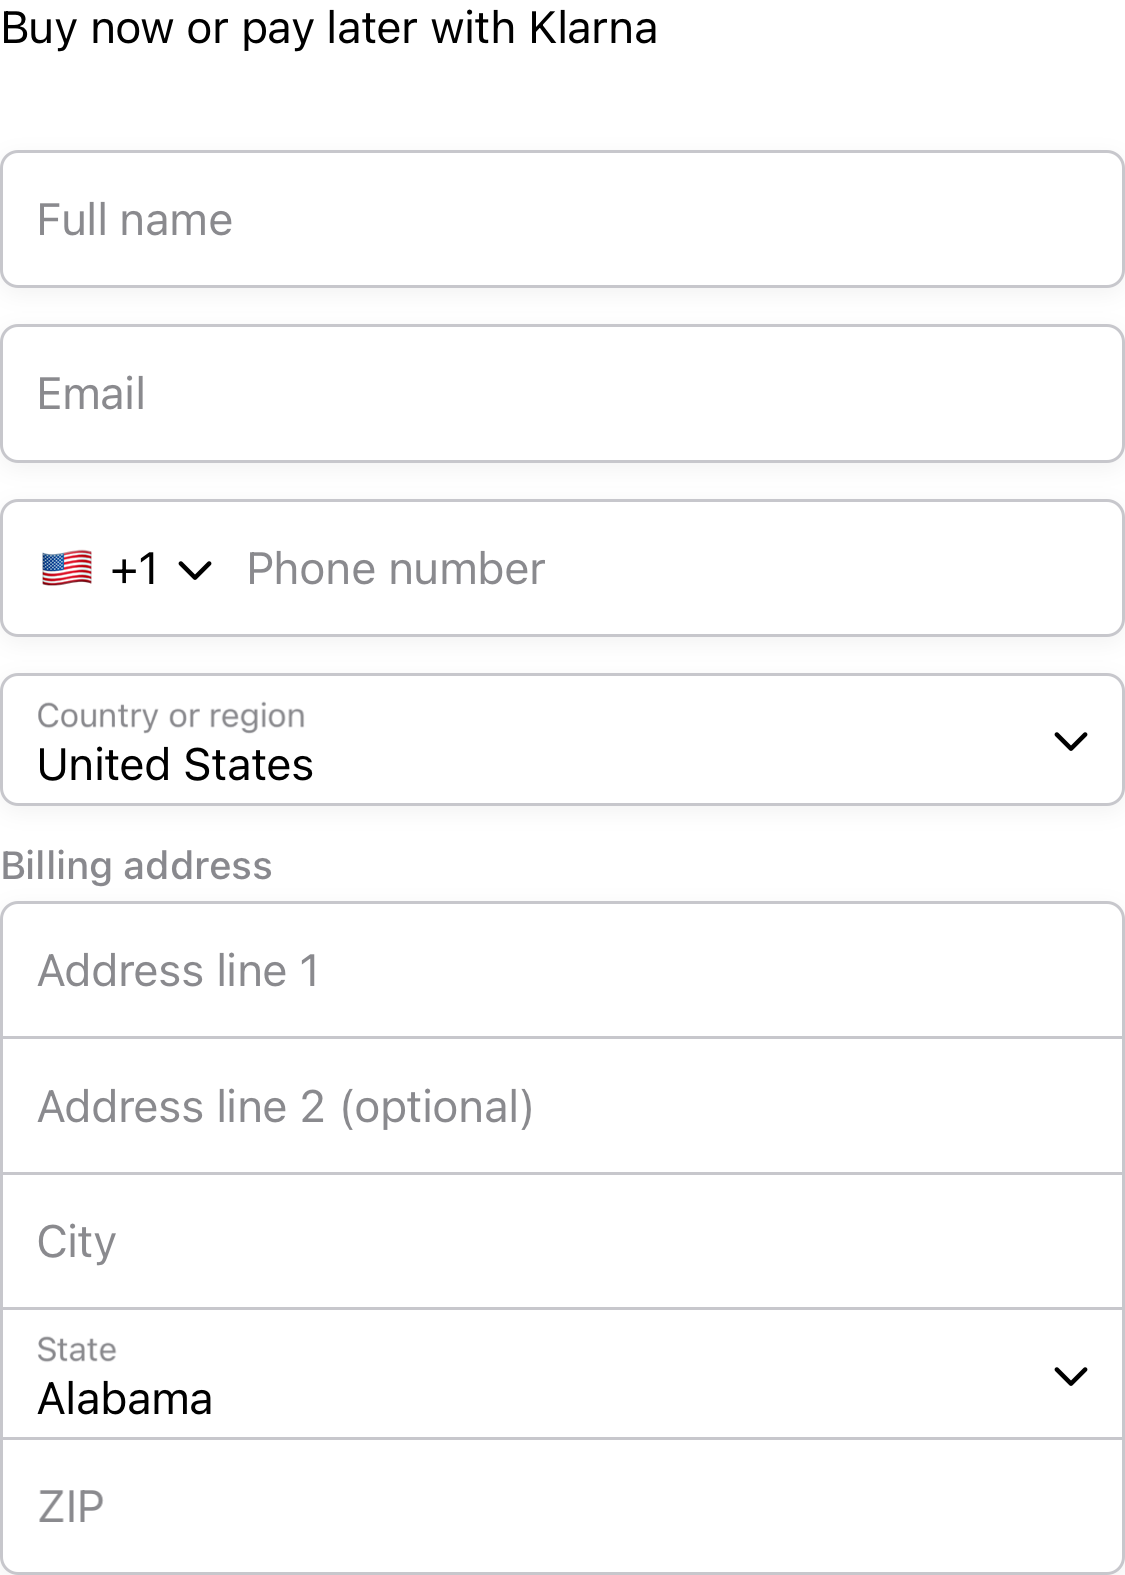 Buy now or pay later with Klarna
Full name
Email
🇺🇸 +1 Phone number
Country or region
United States
Billing address
Address line 1
Address line 2 (optional)
City
State
Alabama
ZIP